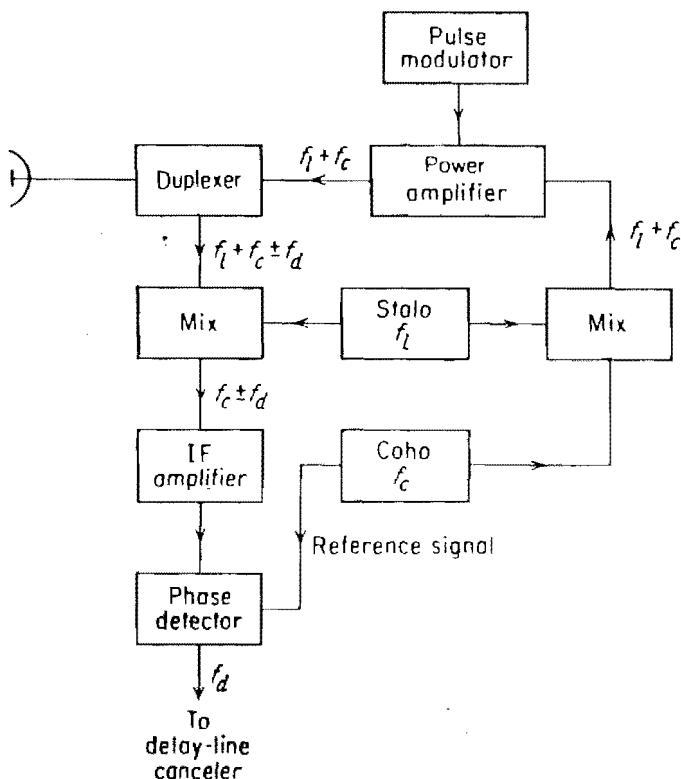 Pulse
modulator
Duplexer
f_l + f_c
Power
amplifier
f_l + f_c ± f_d
f_l + f_c
Mix
Stalo
f_l
Mix
f_c ± f_d
IF
amplifier
Coho
f_c
Reference signal
Phase
detector
f_d
To
delay-line
canceler